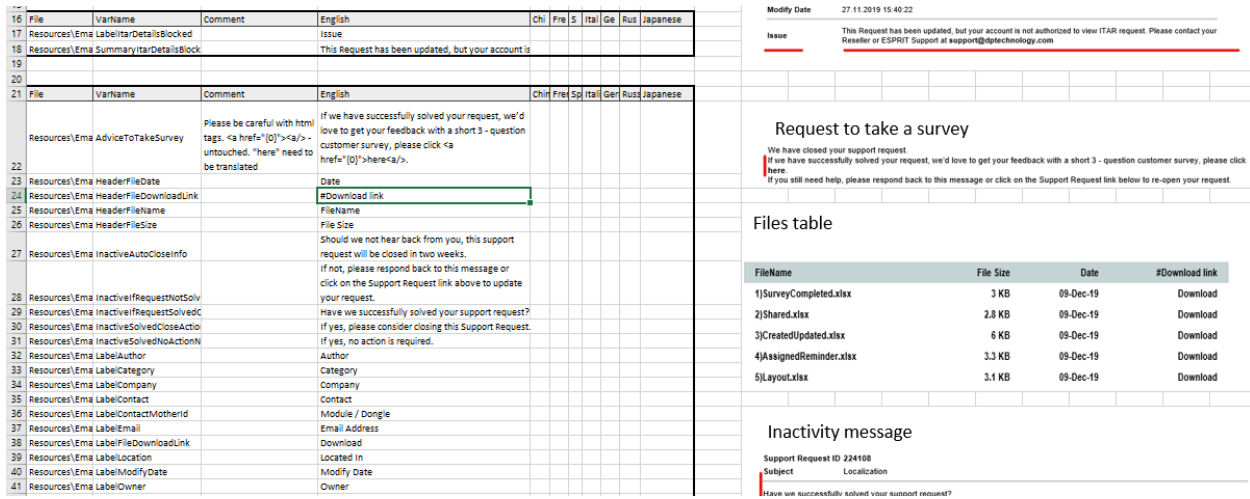 16 File VarName Comment English Chi Fre S Ital Ge Rus Japanese
17 Resources\Ema LabelItarDetailsBlocked Issue
18 Resources\Ema SummaryItarDetailsBlock This Request has been updated, but your account is
19
20
21 File VarName Comment English Chin Frei Sp Itali Ger Russ Japanese
22 Resources\Ema AdviceToTakeSurvey
Please be careful with html
tags. <a href="{0}"><a/> -
untouched. "here" need to
be translated
If we have successfully solved your request, we'd
love to get your feedback with a short 3 - question
customer survey, please click <a
href="{0}">here<a/>.
23 Resources\Ema HeaderFileDate Date
24 Resources\Ema HeaderFileDownloadLink #Download link
25 Resources\Ema HeaderFileName FileName
26 Resources\Ema HeaderFileSize File Size
27 Resources\Ema InactiveAutoCloseInfo
Should we not hear back from you, this support
request will be closed in two weeks.
28 Resources\Ema InactiveIfRequestNotSolv
If not, please respond back to this message or
click on the Support Request link above to update
your request.
29 Resources\Ema InactiveIfRequestSolvedC Have we successfully solved your support request?
30 Resources\Ema InactiveSolvedCloseActio If yes, please consider closing this Support Request.
31 Resources\Ema InactiveSolvedNoActionN If yes, no action is required.
32 Resources\Ema LabelAuthor Author
33 Resources\Ema LabelCategory Category
34 Resources\Ema LabelCompany Company
35 Resources\Ema LabelContact Contact
36 Resources\Ema LabelContactMotherId Module / Dongle
37 Resources\Ema LabelEmail Email Address
38 Resources\Ema LabelFileDownloadLink Download
39 Resources\Ema LabelLocation Located In
40 Resources\Ema LabelModifyDate Modify Date
41 Resources\Ema LabelOwner Owner
Modify Date 27.11.2019 15:40:22
Issue
This Request has been updated, but your account is not authorized to view ITAR request. Please contact your
Reseller or ESPRIT Support at support@dptechnology.com
Request to take a survey
We have closed your support request.
If we have successfully solved your request, we'd love to get your feedback with a short 3 - question customer survey, please click
here.
If you still need help, please respond back to this message or click on the Support Request link below to re-open your request.
Files table
FileName File Size Date #Download link
1)SurveyCompleted.xlsx 3 KB 09-Dec-19 Download
2)Shared.xlsx 2.8 KB 09-Dec-19 Download
3)CreatedUpdated.xlsx 6 KB 09-Dec-19 Download
4)AssignedReminder.xlsx 3.3 KB 09-Dec-19 Download
5)Layout.xlsx 3.1 KB 09-Dec-19 Download
Inactivity message
Support Request ID 224108
Subject Localization
Have we successfully solved your support request?